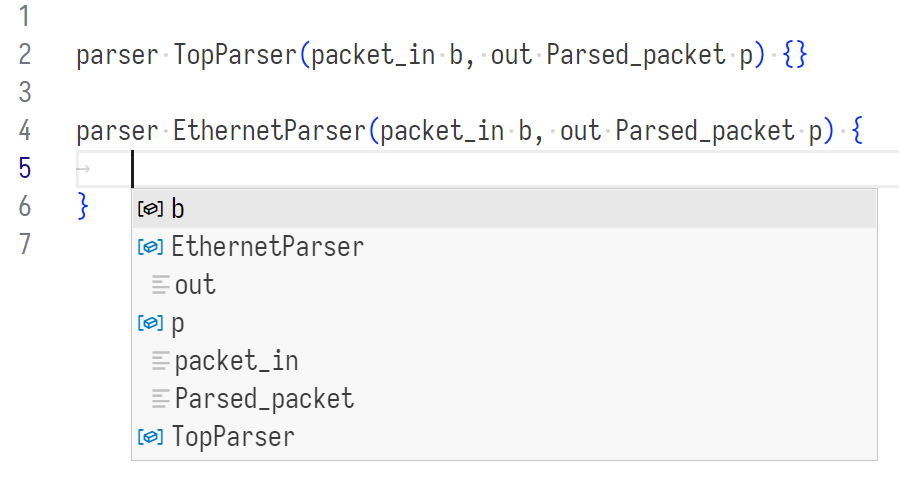 1
2 parser TopParser(packet_in b, out Parsed_packet p) {}
3
4 parser EthernetParser(packet_in b, out Parsed_packet p) {
5
6 }
7
b
EthernetParser
out
p
packet_in
Parsed_packet
TopParser